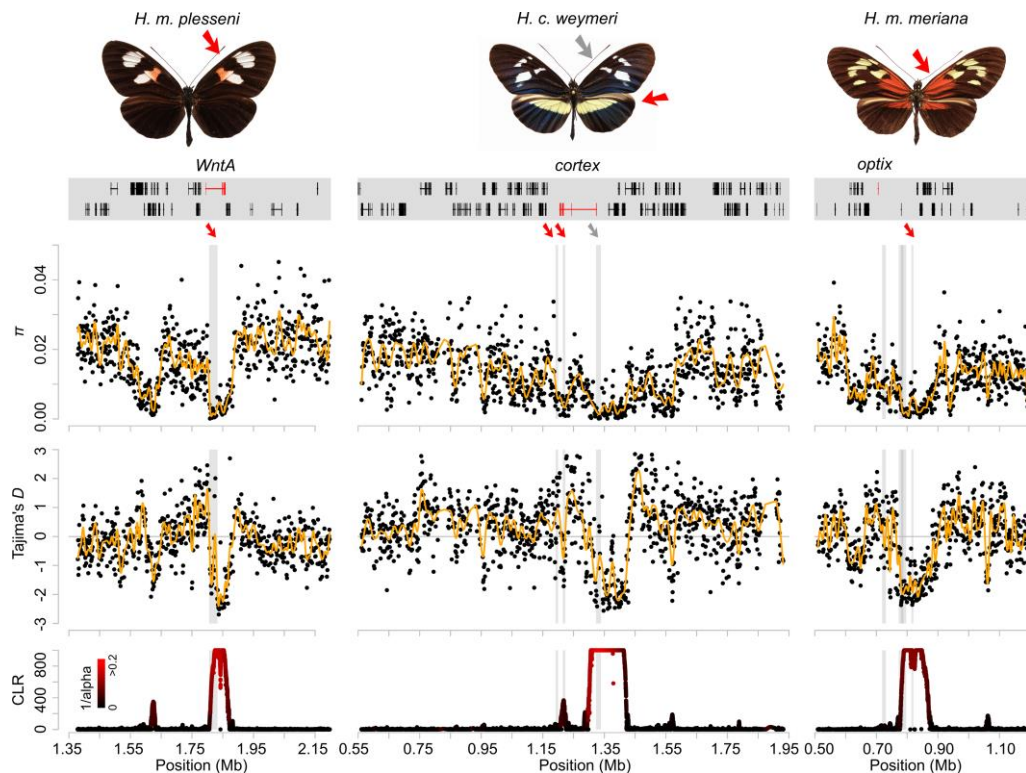 H. m. plesseni
H. c. weymeri
H. m. meriana
WntA
cortex
optix
π
0.04
0.02
0.00
Tajima's D
3
2
1
0
-1
-2
-3
CLR
800
400
0
1/alpha
>0.2
0
1.35 1.55 1.75 1.95 2.15
0.55 0.75 0.95 1.15 1.35 1.55 1.75 1.95
0.50 0.70 0.90 1.10
Position (Mb)
Position (Mb)
Position (Mb)